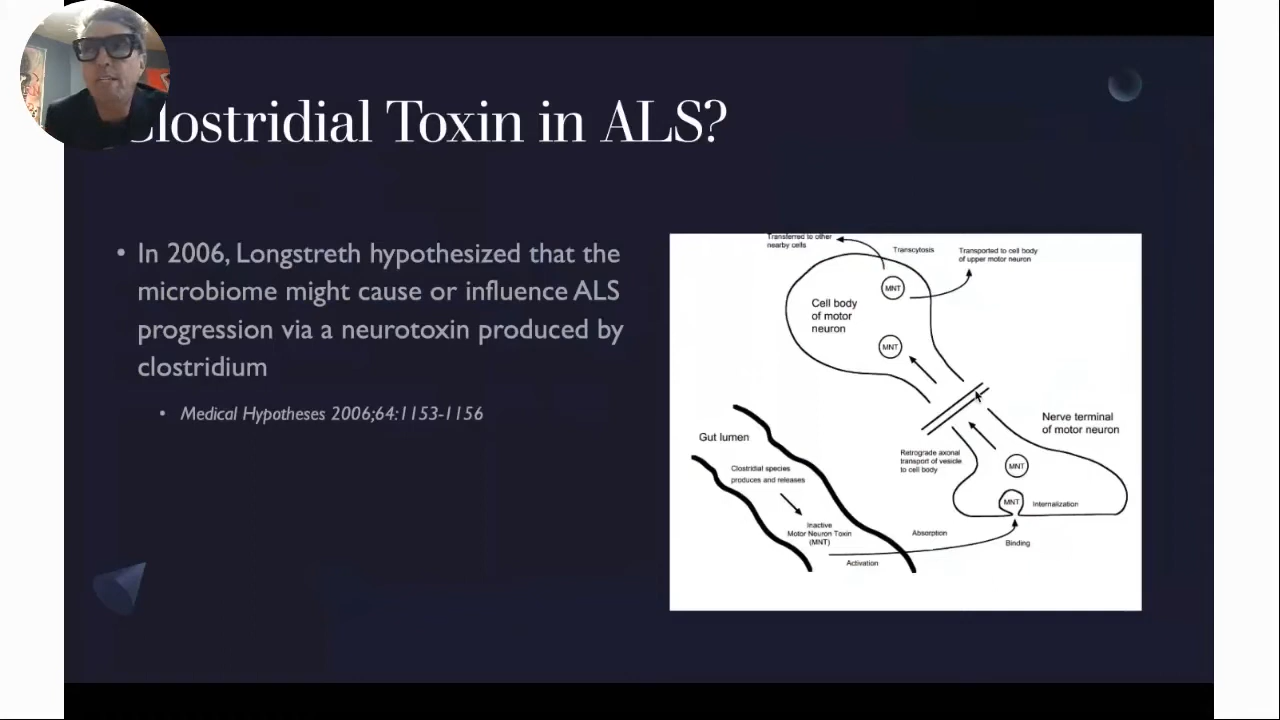 Clostridial Toxin in ALS?
• In 2006, Longstreth hypothesized that the
microbiome might cause or influence ALS
progression via a neurotoxin produced by
clostridium
• Medical Hypotheses 2006;64:1153-1156
Transferred to other
nearby cells
Transcytosis
Transported to cell body
of upper motor neuron
MNT
Cell body
of motor
neuron
MNT
Nerve terminal
of motor neuron
Gut lumen
Retrograde axonal
transport of vesicle
to cell body
MNT
Clostridial species
produces and releases
MNT
Internalization
Inactive
Motor Neuron Toxin
(MNT)
Absorption
Binding
Activation